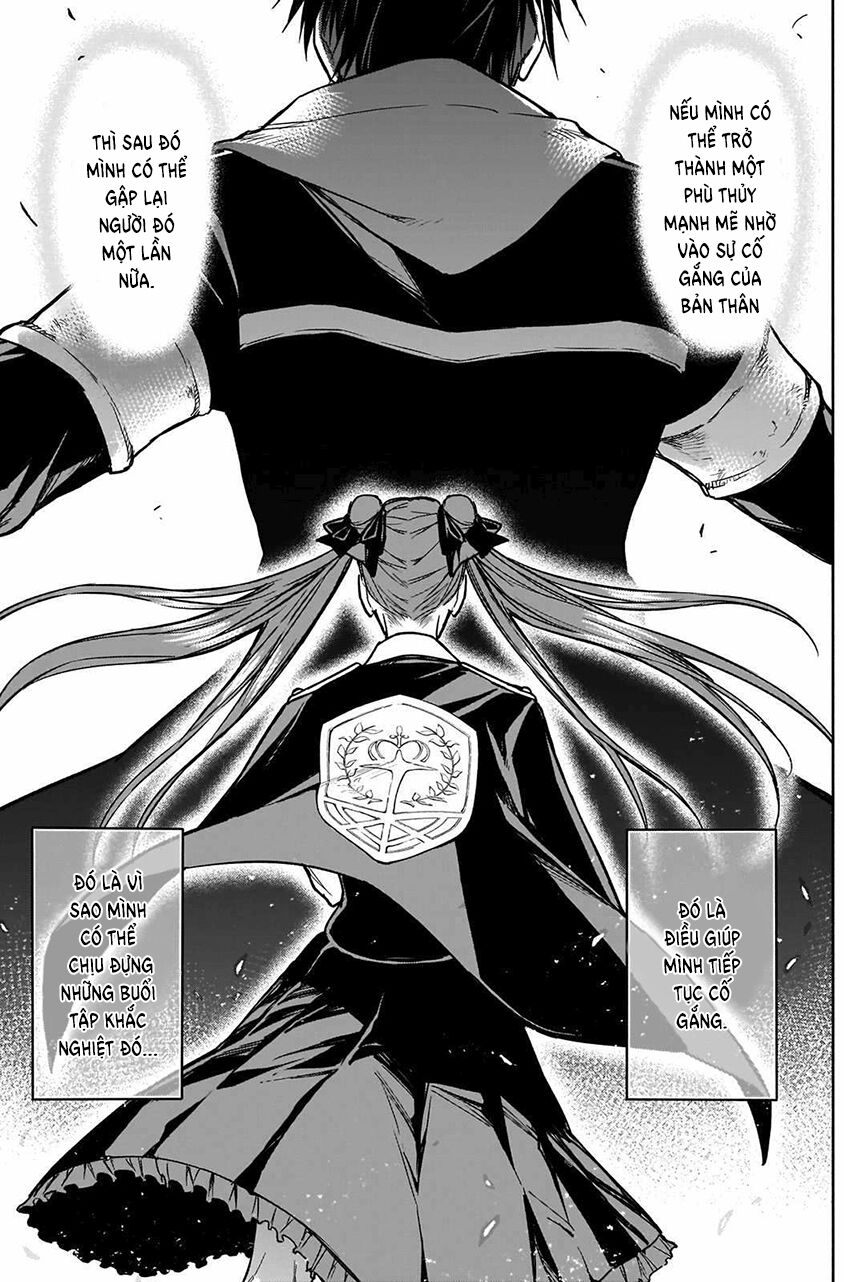 NẾU MÌNH CÓ
THỂ TRỞ
THÀNH MỘT
PHÙ THỦY
MẠNH MẼ NHỜ
VÀO SỰ CỐ
GẮNG CỦA
BẢN THÂN
THÌ SAU ĐÓ
MÌNH CÓ THỂ
GẶP LẠI
NGƯỜI ĐÓ
MỘT LẦN
NỮA.
ĐÓ LÀ
ĐIỀU GIÚP
MÌNH TIẾP
TỤC CỐ
GẮNG.
ĐÓ LÀ VÌ
SAO MÌNH
CÓ THỂ
CHỊU ĐỰNG
NHỮNG BUỔI
TẬP KHẮC
NGHIỆT ĐÓ...